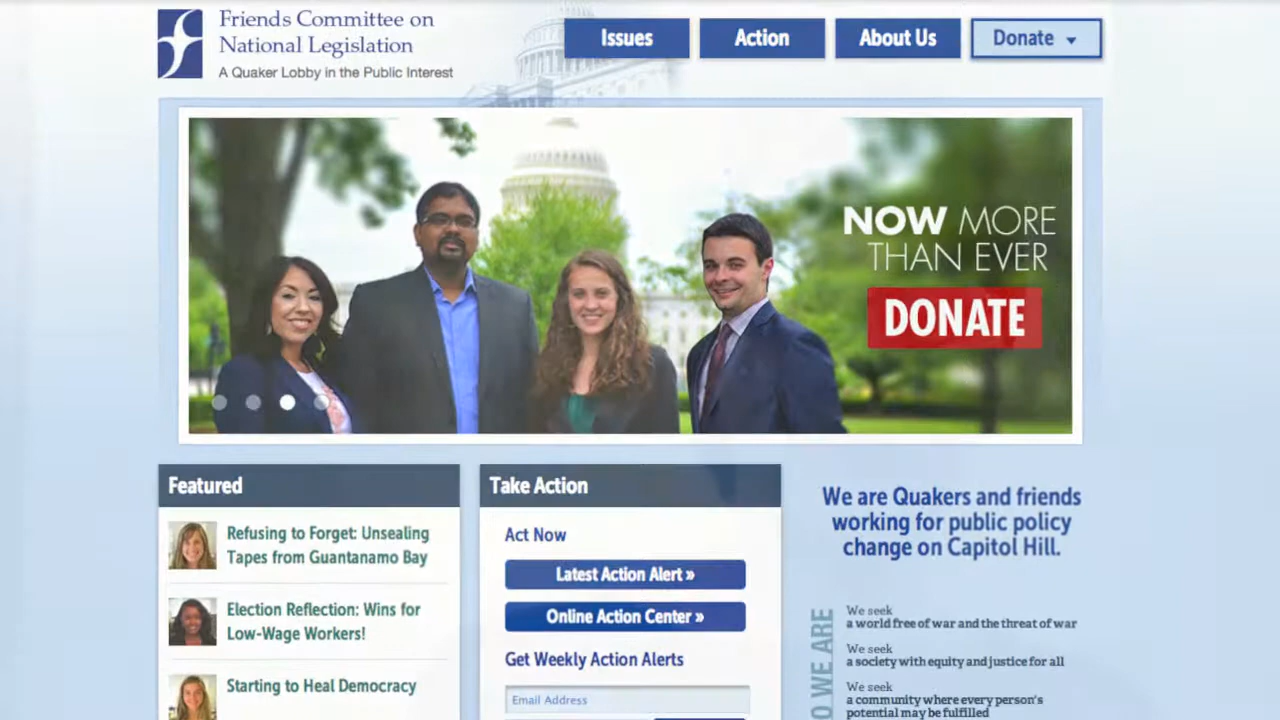 Friends Committee on
National Legislation
A Quaker Lobby in the Public Interest
Issues
Action
About Us
Donate
NOW MORE
THAN EVER
DONATE
Featured
Refusing to Forget: Unsealing
Tapes from Guantanamo Bay
Election Reflection: Wins for
Low-Wage Workers!
Starting to Heal Democracy
Take Action
Act Now
Latest Action Alert »
Online Action Center »
Get Weekly Action Alerts
Email Address
We are Quakers and friends
working for public policy
change on Capitol Hill.
WE ARE
We seek
a world free of war and the threat of war
We seek
a society with equity and justice for all
We seek
a community where every person's
potential may be fulfilled